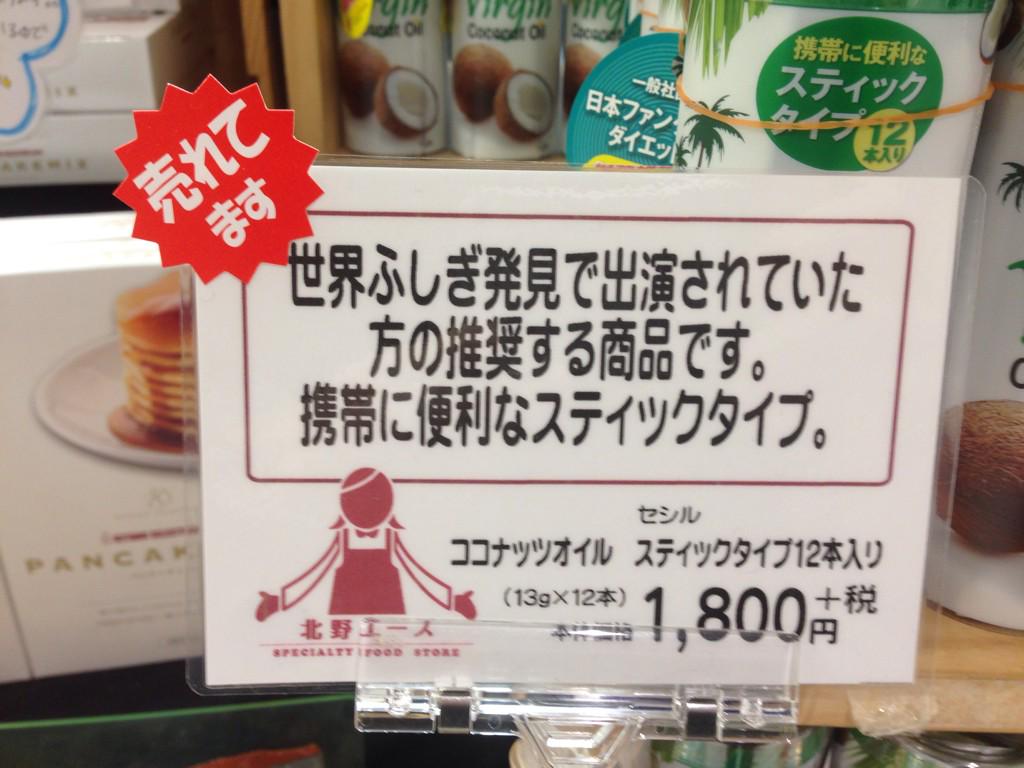 売れて
ます
世界ふしぎ発見で出演されていた
方の推奨する商品です。
携帯に便利なスティックタイプ。
セシル
ココナッツオイル スティックタイプ12本入り
(13g×12本)
本体価格 1,800円+税
北野エース
SPECIALTY FOOD STORE
Virgin
Coconut Oil
Virgin
Coconut Oil
一般社
日本ファン
ダイエッ
携帯に便利な
スティック
タイプ
12
本入り
PANCAK